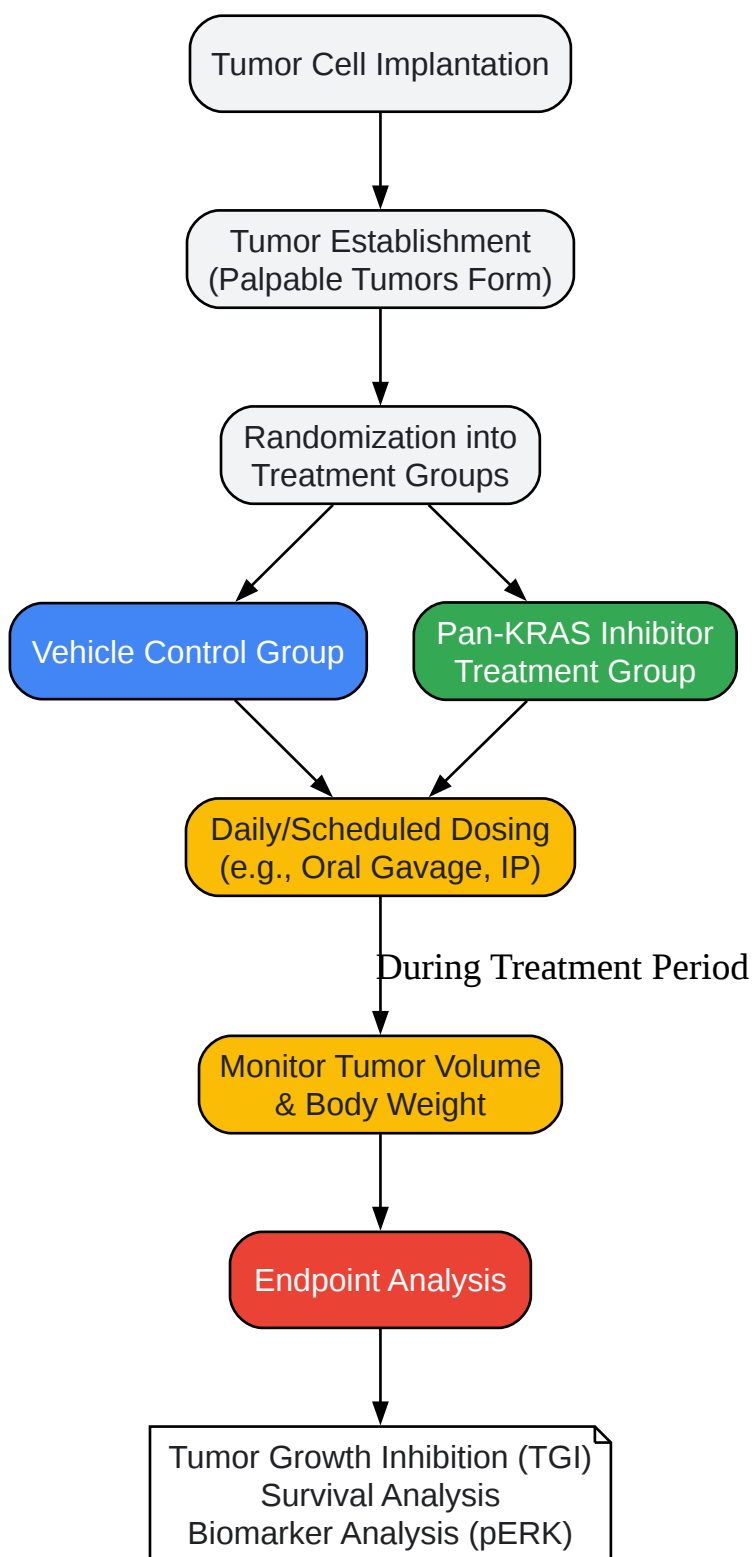 Tumor Cell Implantation
Tumor Establishment
(Palpable Tumors Form)
Randomization into
Treatment Groups
Vehicle Control Group
Pan-KRAS Inhibitor
Treatment Group
Daily/Scheduled Dosing
(e.g., Oral Gavage, IP)
During Treatment Period
Monitor Tumor Volume
& Body Weight
Endpoint Analysis
Tumor Growth Inhibition (TGI)
Survival Analysis
Biomarker Analysis (pERK)